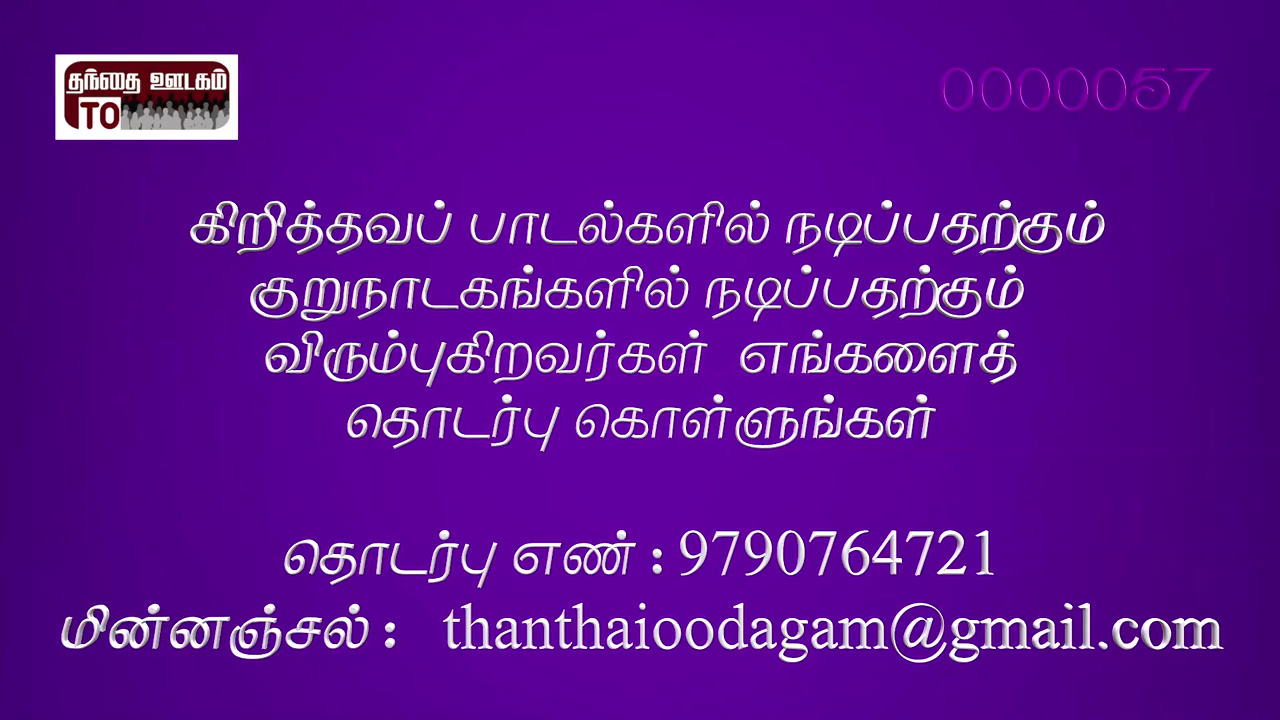 தந்தை ஊடகம்
TO
0000057
கிறித்தவப் பாடல்களில் நடிப்பதற்கும்
குறுநாடகங்களில் நடிப்பதற்கும்
விரும்புகிறவர்கள் எங்களைத்
தொடர்பு கொள்ளுங்கள்
தொடர்பு எண் : 9790764721
மின்னஞ்சல் : thanthaioodagam@gmail.com